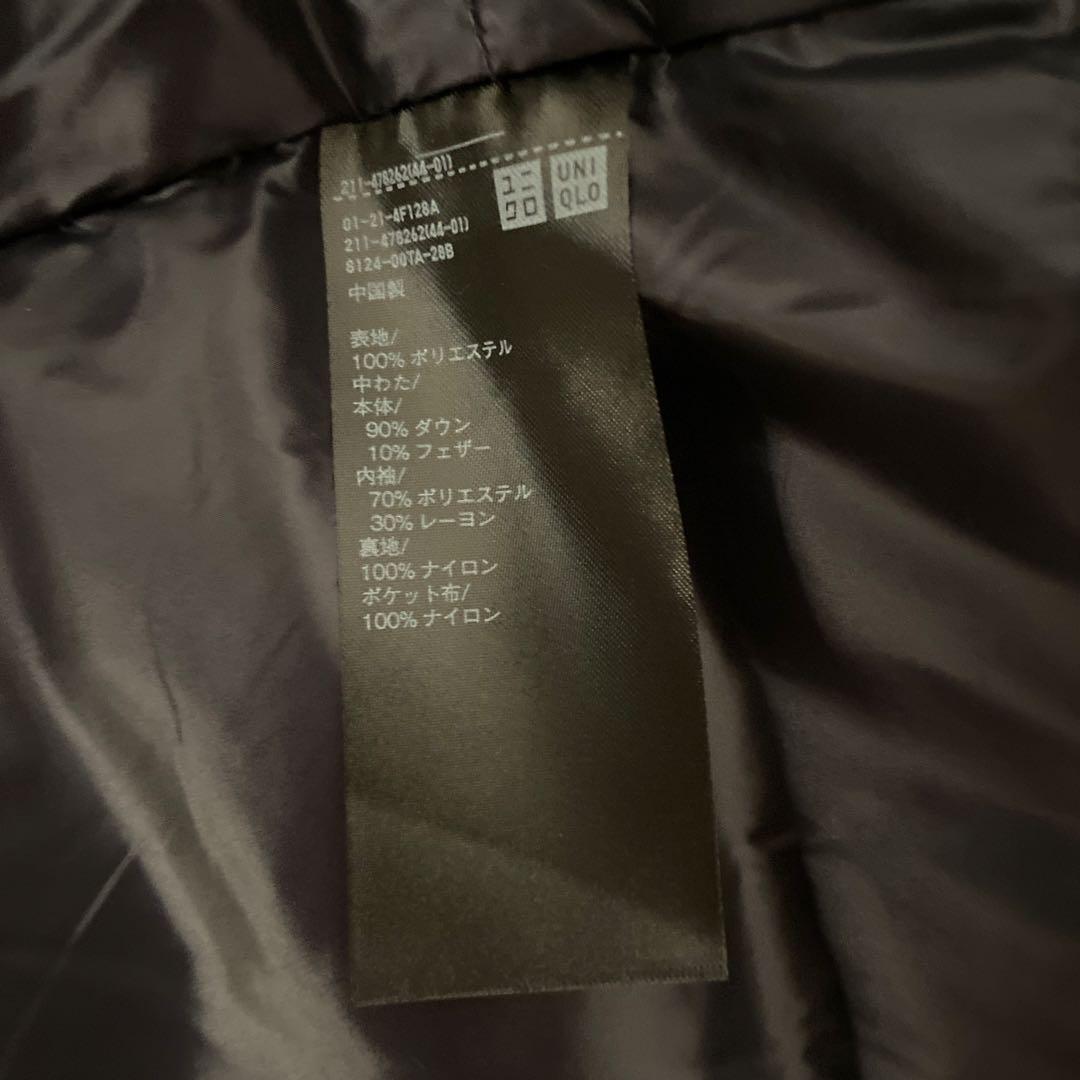 211-478262(44-01)
ユニクロ
UNIQLO
01-21-4F128A
211-478262(44-01)
8124-00TA-28B
中国製
表地/
100% ポリエステル
中わた/
本体/
90% ダウン
10% フェザー
内袖/
70% ポリエステル
30% レーヨン
裏地/
100% ナイロン
ポケット布/
100% ナイロン